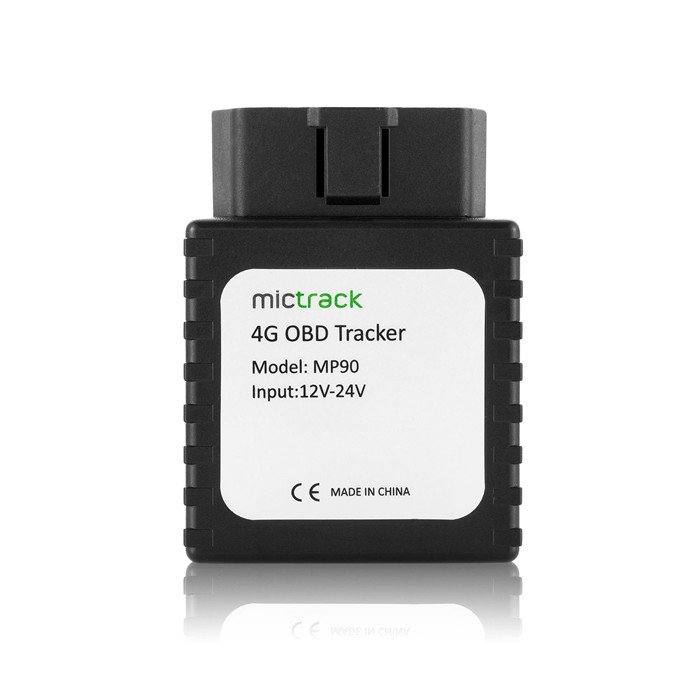 mictrack
4G OBD Tracker
Model: MP90
Input:12V-24V
CE MADE IN CHINA